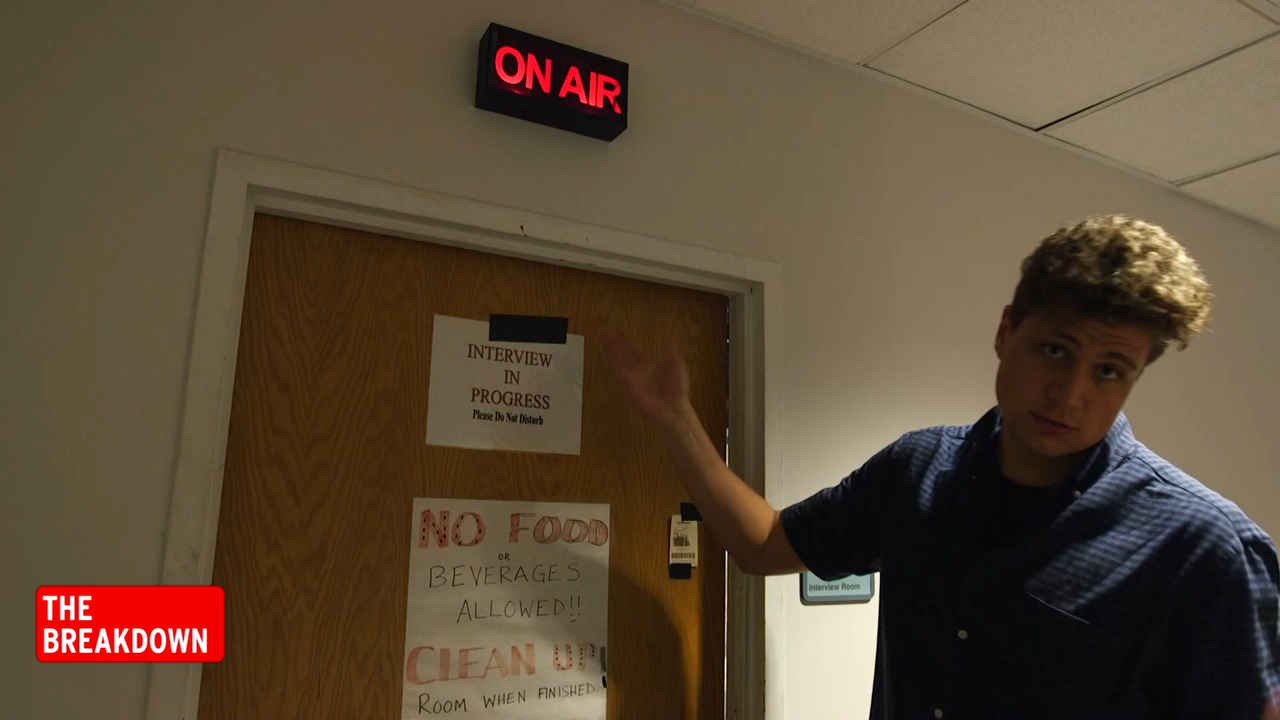 ON AIR
INTERVIEW
IN
PROGRESS
Please Do Not Disturb
NO FOOD
OR
BEVERAGES
ALLOWED!!
CLEAN UP!
ROOM WHEN FINISHED.
Interview Room
THE
BREAKDOWN